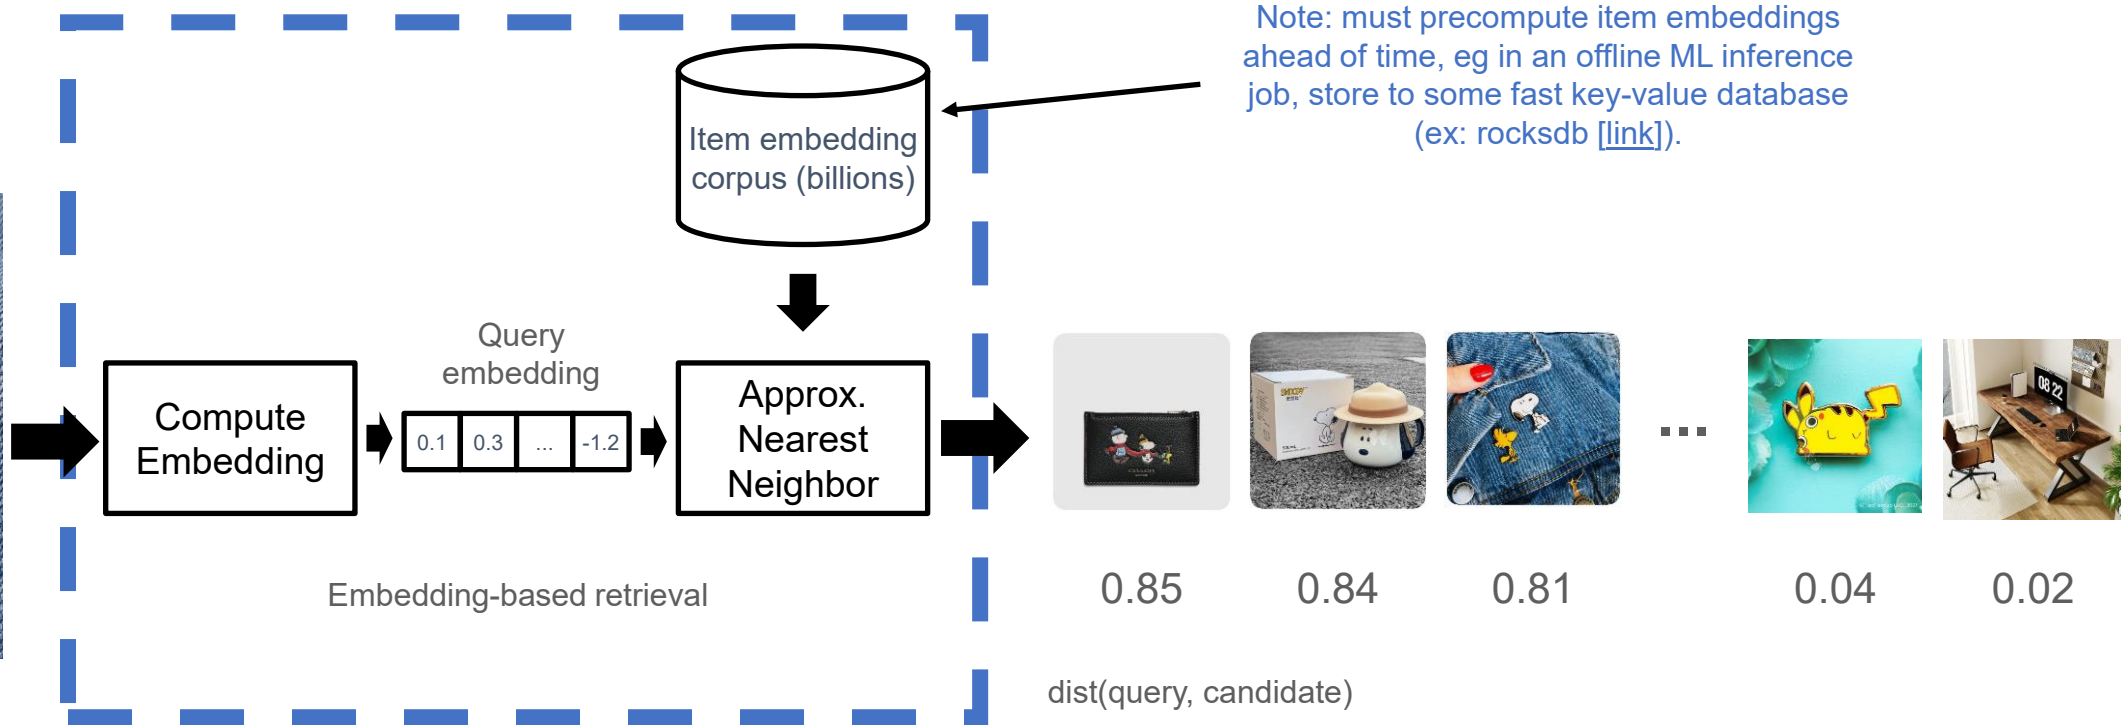 Note: must precompute item embeddings
ahead of time, eg in an offline ML inference
job, store to some fast key-value database
(ex: rocksdb [link]).
Item embedding
corpus (billions)
Query
embedding
Compute
Embedding
0.1 0.3 ... -1.2
Approx.
Nearest
Neighbor
08 22
...
Embedding-based retrieval
0.85 0.84 0.81 0.04 0.02
dist(query, candidate)